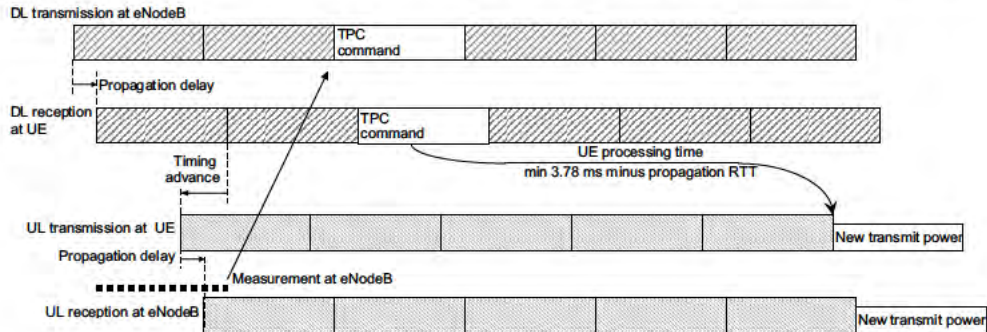 DL transmission at eNodeB
TPC
command
Propagation delay
DL reception
at UE
TPC
command
UE processing time
min 3.78 ms minus propagation RTT
Timing
advance
UL transmission at UE
New transmit power
Propagation delay
Measurement at eNodeB
UL reception at eNodeB
New transmit power